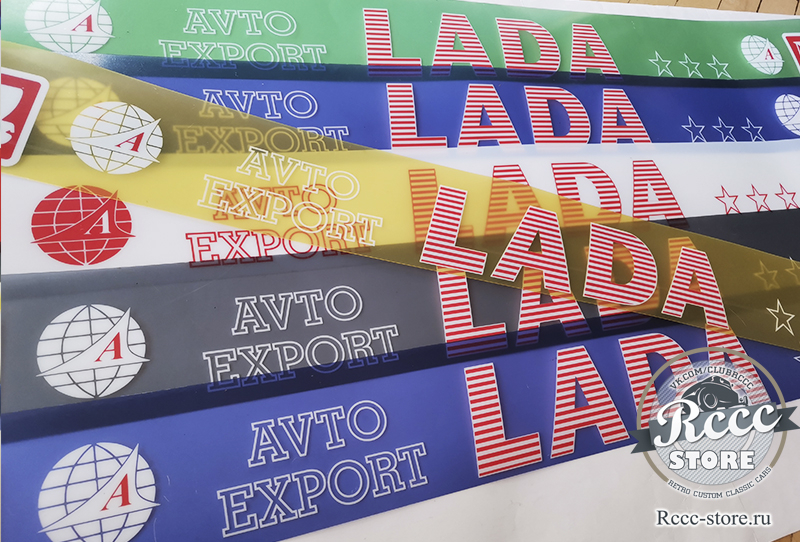 AVTO
EXPORT
LADA
A
AVTO
EXPORT
LADA
A
AVTO
EXPORT
LADA
A
AVTO
EXPORT
LADA
A
AVTO
EXPORT
LADA
A
AVTO
EXPORT
LADA
VK.COM/CLUBRCCC
Rccc
STORE
RETRO CUSTOM CLASSIC CARS
Rccc-store.ru